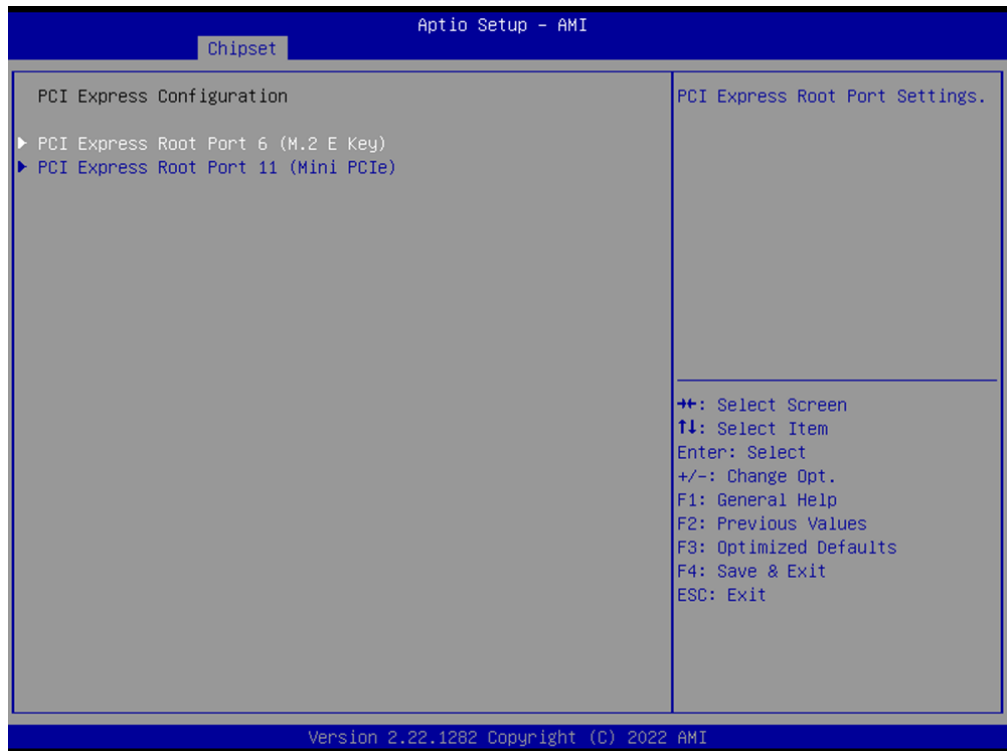 Aptio Setup – AMI
Chipset
PCI Express Configuration
▶ PCI Express Root Port 6 (M.2 E Key)
▶ PCI Express Root Port 11 (Mini PCIe)
PCI Express Root Port Settings.
→←: Select Screen
↑↓: Select Item
Enter: Select
+/-: Change Opt.
F1: General Help
F2: Previous Values
F3: Optimized Defaults
F4: Save & Exit
ESC: Exit
Version 2.22.1282 Copyright (C) 2022 AMI